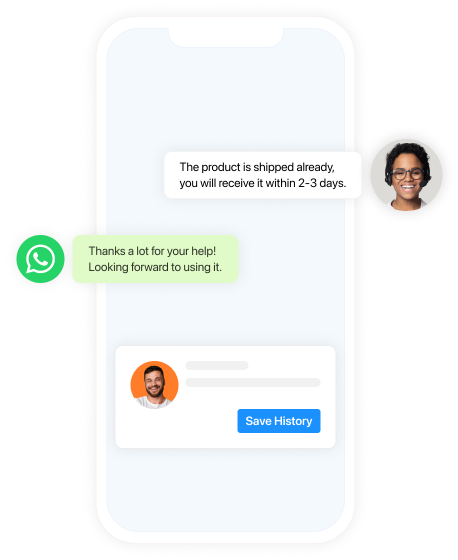 The product is shipped already,
you will receive it within 2-3 days.
Thanks a lot for your help!
Looking forward to using it.
Save History